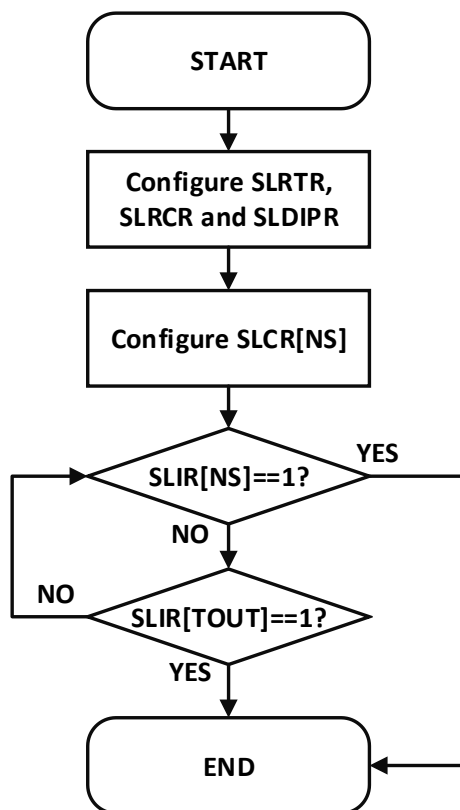 START
Configure SLRTR,
SLRCR and SLDIPR
Configure SLCR[NS]
SLIR[NS]==1?
YES
NO
SLIR[TOUT]==1?
NO
YES
END